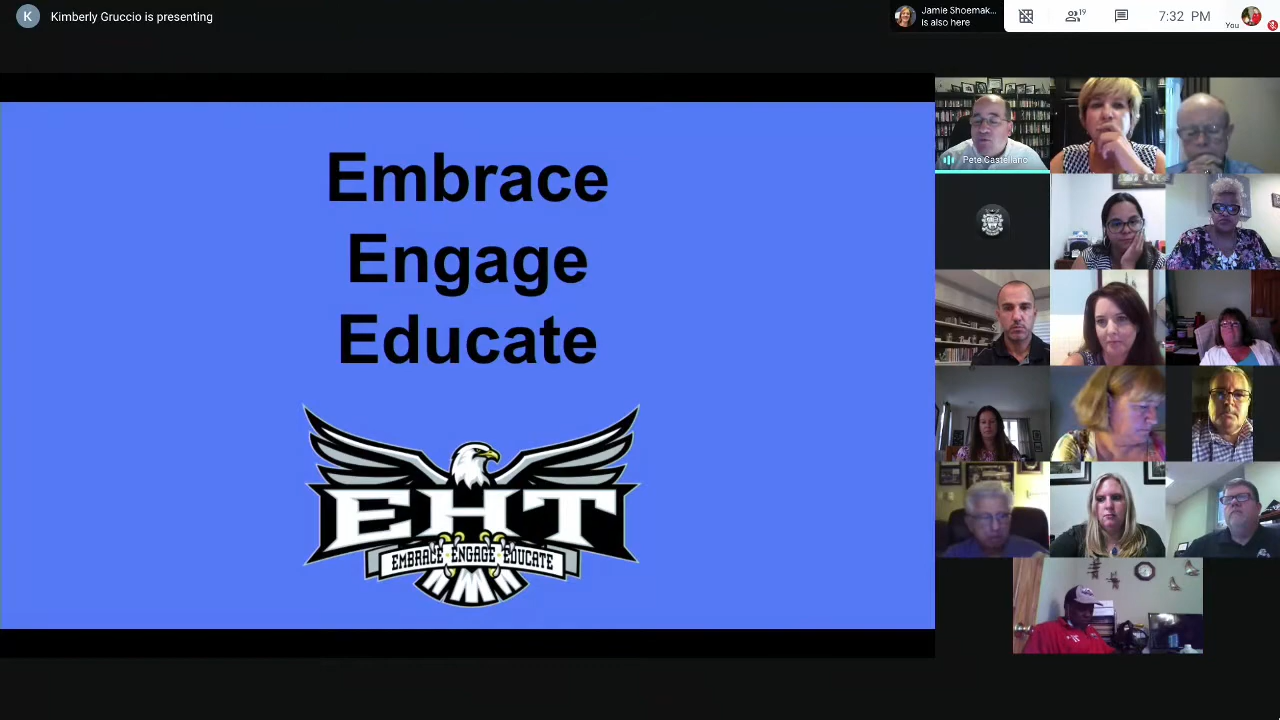 K
Kimberly Gruccio is presenting
Jamie Shoemak...
is also here
19
7:32 PM
You
Embrace
Engage
Educate
EHT
EMBRACE ENGAGE EDUCATE
Pete Castellano